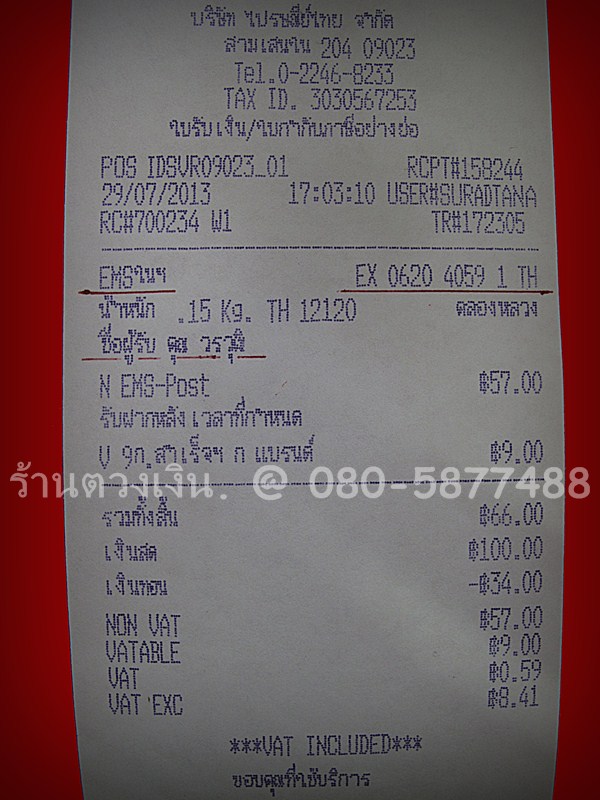 บริษัท ไปรษณีย์ไทย จำกัด
สามเสนใน 204 09023
Tel.0-2246-8233
TAX ID. 3030567253
ใบรับเงิน/ใบกำกับภาษีอย่างย่อ
POS IDSVR09023_01 RCPT#158244
29/07/2013 17:03:10 USER#SURADTANA
RC#700234 W1 TR#172305
EMSในฯ EX 0620 4059 1 TH
น้ำหนัก .15 Kg. TH 12120 คลองหลวง
ชื่อผู้รับ คุณ วรวุฒิ
N EMS-Post ฿57.00
รับฝากหลัง เวลาที่กำหนด
V 9ก.สำเร็จฯ ก แบรนด์ ฿9.00
ร้านตวงเงิน. @ 080-5877488
รวมทั้งสิ้น ฿66.00
เงินสด ฿100.00
เงินทอน -฿34.00
NON VAT ฿57.00
VATABLE ฿9.00
VAT ฿0.59
VAT EXC ฿8.41
***VAT INCLUDED***
ขอบคุณที่ใช้บริการ